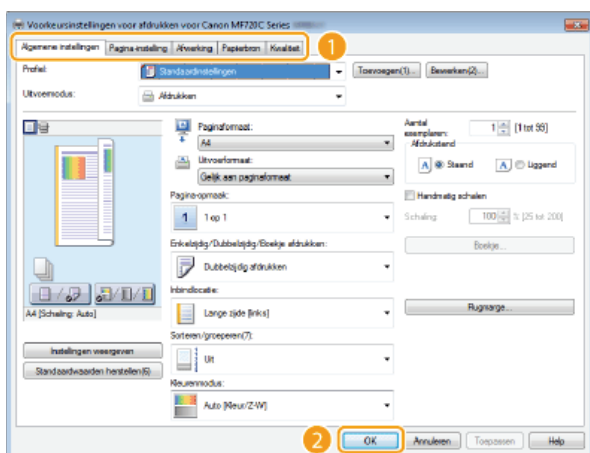 Voorkeursinstellingen voor afdrukken voor Canon MF720C Series
Algemene instellingen Pagina-instelling Afwerking Papierbron Kwaliteit
1
Profiel: Standaardinstellingen Toevoegen(1)... Bewerken(2)...
Uitvoermodus: Afdrukken
Paginaformaat:
A4
Uitvoerformaat:
Gelijk aan paginaformaat
Pagina-opmaak:
1 1 op 1
Enkelzijdig/Dubbelzijdig/Boekje afdrukken:
Dubbelzijdig afdrukken
Inbindlocatie:
Lange zijde [links]
Sorteren/groeperen(7):
Uit
Kleurenmodus:
Auto [Kleur/Z-W]
Aantal
exemplaren: 1 [1 tot 99]
Afdrukstand
A Staand A Liggend
Handmatig schalen
Schaling: 100 % [25 tot 200]
Boekje...
Rugmarge...
A4 [Schaling: Auto]
Instellingen weergeven
Standaardwaarden herstellen(6)
2
OK Annuleren Toepassen Help